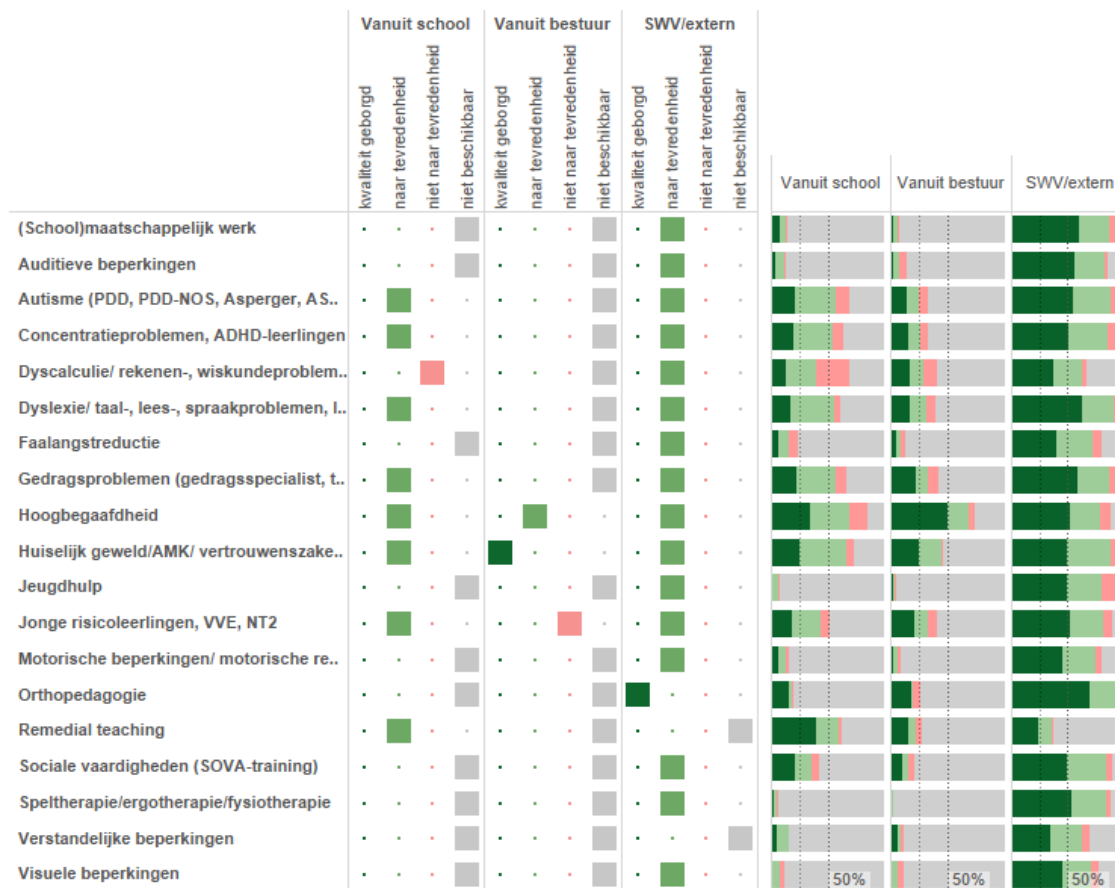 Vanuit school Vanuit bestuur SWV/extern
kwaliteit geborgd
naar tevredenheid
niet naar tevredenheid
niet beschikbaar
kwaliteit geborgd
naar tevredenheid
niet naar tevredenheid
niet beschikbaar
kwaliteit geborgd
naar tevredenheid
niet naar tevredenheid
niet beschikbaar
Vanuit school Vanuit bestuur SWV/extern
(School)maatschappelijk werk
Auditieve beperkingen
Autisme (PDD, PDD-NOS, Asperger, AS..
Concentratieproblemen, ADHD-leerlingen
Dyscalculie/ rekenen-, wiskundeproblem..
Dyslexie/ taal-, lees-, spraakproblemen, l..
Faalangstreductie
Gedragsproblemen (gedragsspecialist, t..
Hoogbegaafdheid
Huiselijk geweld/AMK/ vertrouwenszake..
Jeugdhulp
Jonge risicoleerlingen, VVE, NT2
Motorische beperkingen/ motorische re..
Orthopedagogie
Remedial teaching
Sociale vaardigheden (SOVA-training)
Speltherapie/ergotherapie/fysiotherapie
Verstandelijke beperkingen
Visuele beperkingen
50% 50% 50%